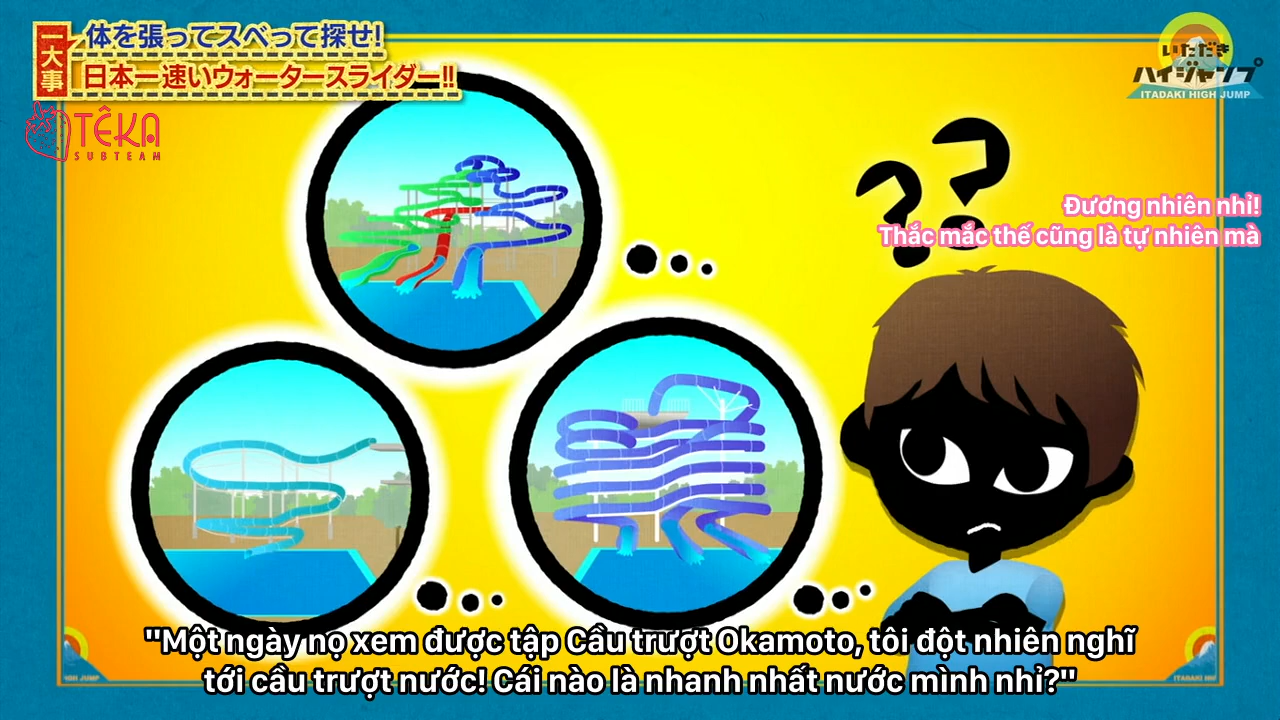 一大事
体を張ってスベって探せ!
日本一速いウォータースライダー!!
いただき
ハイジャンプ
ITADAKI HIGH JUMP
TÊKA
SUBTEAM
??
Đương nhiên nhỉ!
Thắc mắc thế cũng là tự nhiên mà
"Một ngày nọ xem được tập Cầu trượt Okamoto, tôi đột nhiên nghĩ
tới cầu trượt nước! Cái nào là nhanh nhất nước mình nhỉ?"